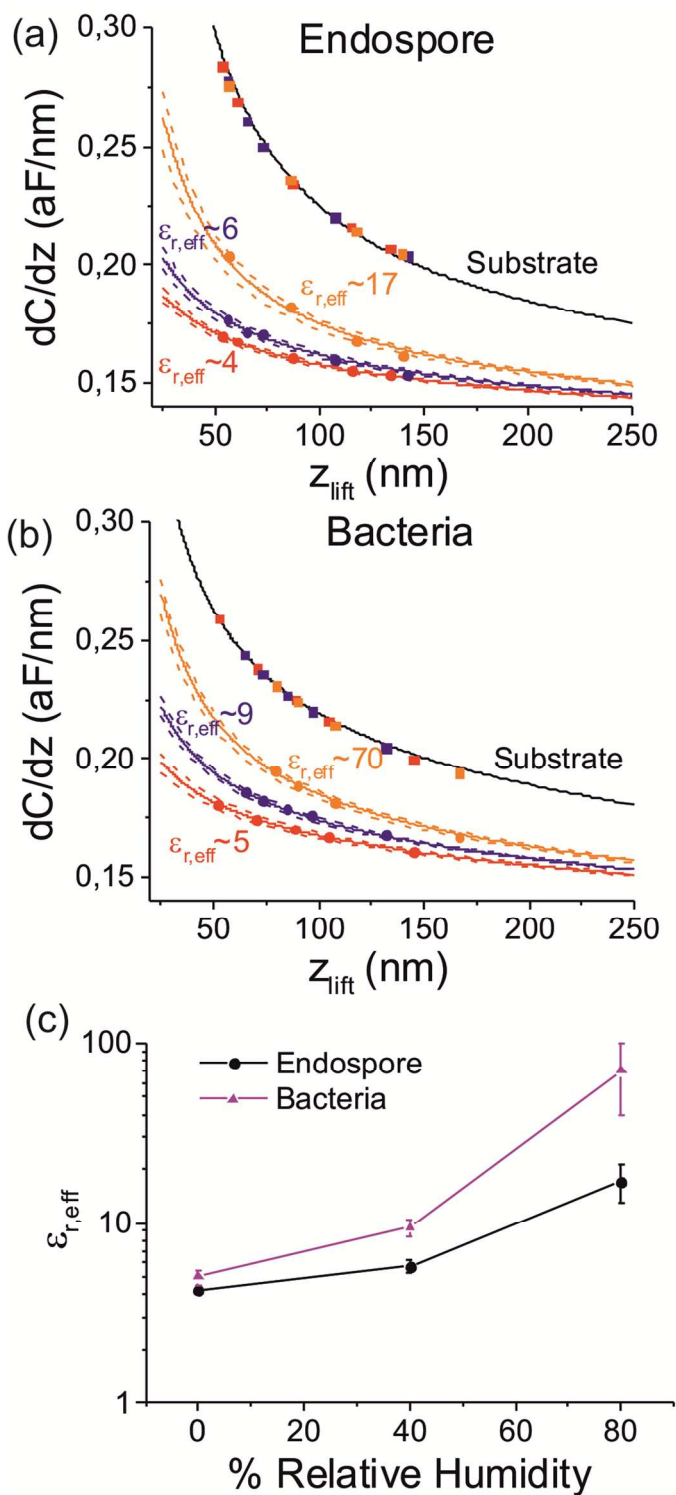 (a)
Endospore
0,30
0,25
0,20
0,15
dC/dz (aF/nm)
εr,eff~6
εr,eff~17
εr,eff~4
Substrate
50 100 150 200 250
zlift (nm)
(b)
Bacteria
0,30
0,25
0,20
0,15
dC/dz (aF/nm)
εr,eff~9
εr,eff~70
εr,eff~5
Substrate
50 100 150 200 250
zlift (nm)
(c)
100
10
1
εr,eff
Endospore
Bacteria
0 20 40 60 80
% Relative Humidity